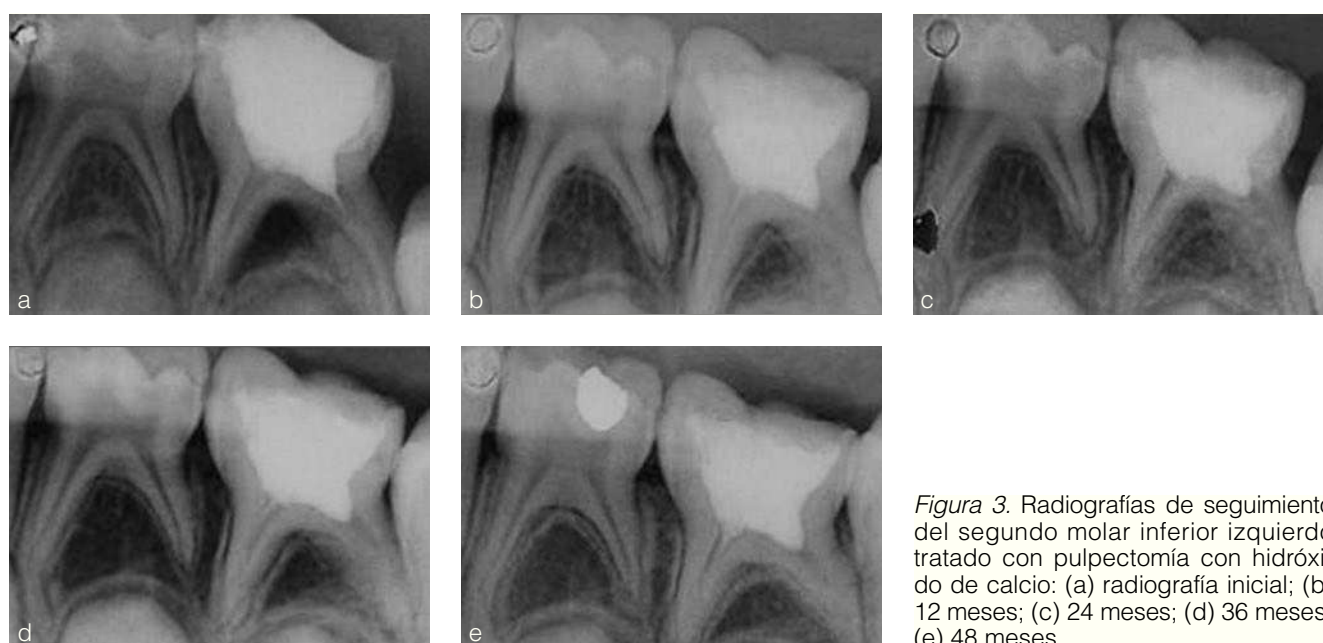 a
b
c
d
e
Figura 3. Radiografías de seguimiento
del segundo molar inferior izquierdo
tratado con pulpectomía con hidróxi-
do de calcio: (a) radiografía inicial; (b
12 meses; (c) 24 meses; (d) 36 meses
(e) 48 meses